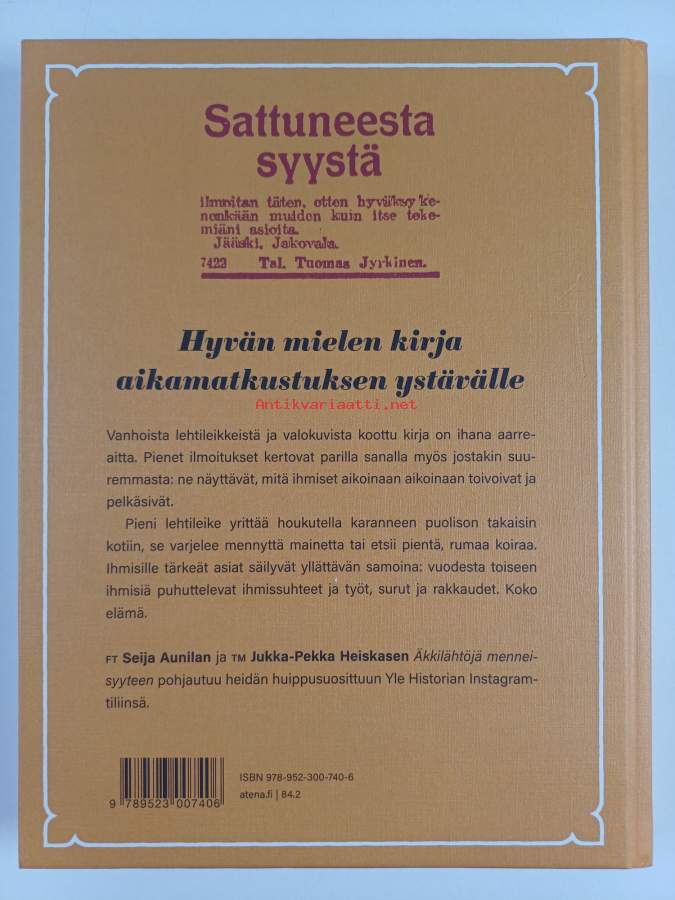 Sattuneesta
syystä
ilmoitan täten, etten hyväksy ke-
nenkään muiden kuin itse teke-
miäni asioita.
Jääski, Jakovala.
7422 Tal. Tuomas Jyrkinen.
Hyvän mielen kirja
aikamatkustuksen ystävälle
Antikvariaatti.net
Vanhoista lehtileikkeistä ja valokuvista koottu kirja on ihana aarre-
aitta. Pienet ilmoitukset kertovat parilla sanalla myös jostakin suu-
remmasta: ne näyttävät, mitä ihmiset aikoinaan aikoinaan toivoivat ja
pelkäsivät.
Pieni lehtileike yrittää houkutella karanneen puolison takaisin
kotiin, se varjelee mennyttä mainetta tai etsii pientä, rumaa koiraa.
Ihmisille tärkeät asiat säilyvät yllättävän samoina: vuodesta toiseen
ihmisiä puhuttelevat ihmissuhteet ja työt, surut ja rakkaudet. Koko
elämä.
FT Seija Aunilan ja TM Jukka-Pekka Heiskasen Äkkilähtöjä mennei-
syyteen pohjautuu heidän huippusuosittuun Yle Historian Instagram-
tiliinsä.
ISBN 978-952-300-740-6
atena.fi | 84.2
9 789523 007406